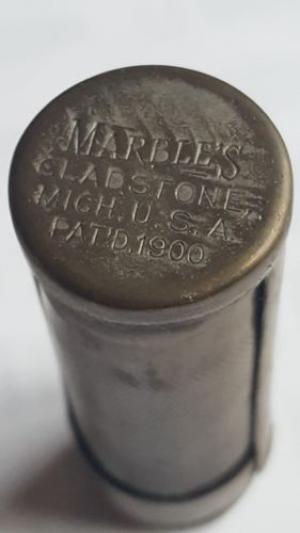 MARBLE'S
GLADSTONE,
MICH. U. S. A.
PAT'D. 1900